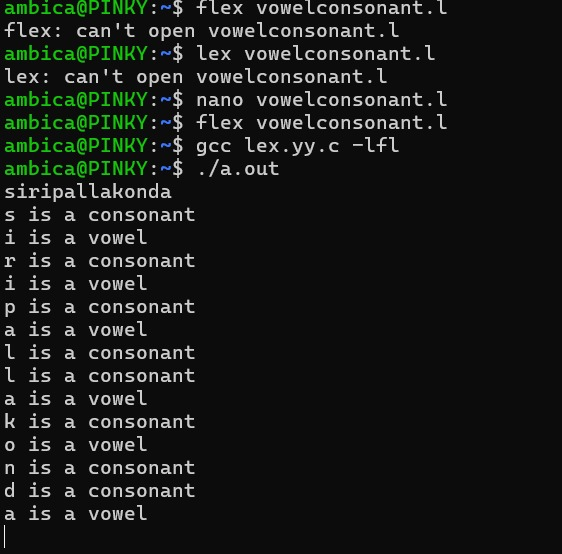 ambica@PINKY:~$ flex vowelconsonant.l
flex: can't open vowelconsonant.l
ambica@PINKY:~$ lex vowelconsonant.l
lex: can't open vowelconsonant.l
ambica@PINKY:~$ nano vowelconsonant.l
ambica@PINKY:~$ flex vowelconsonant.l
ambica@PINKY:~$ gcc lex.yy.c -lfl
ambica@PINKY:~$ ./a.out
siripallakonda
s is a consonant
i is a vowel
r is a consonant
i is a vowel
p is a consonant
a is a vowel
l is a consonant
l is a consonant
a is a vowel
k is a consonant
o is a vowel
n is a consonant
d is a consonant
a is a vowel